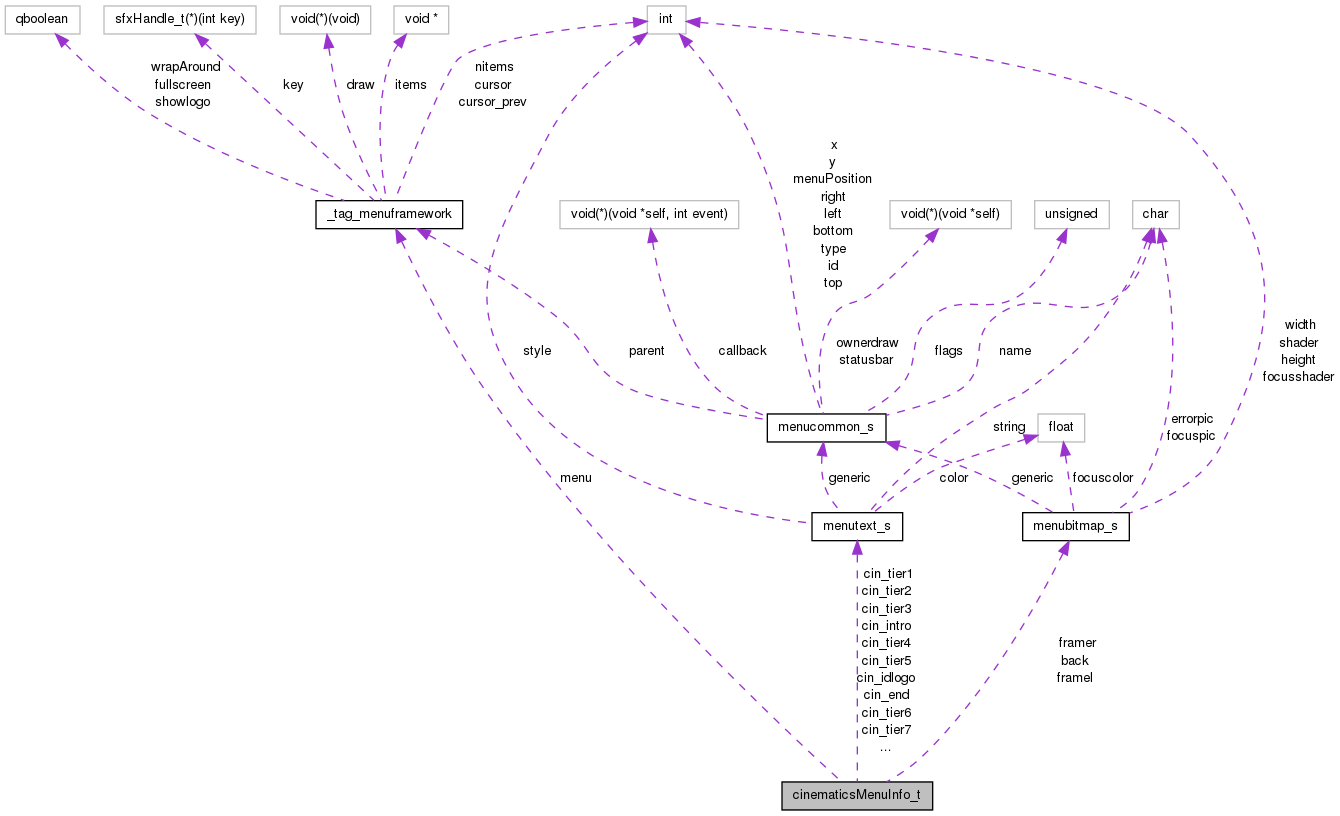 qboolean
sfxHandle_t(*)(int key)
void(*)(void)
void *
int
wrapAround
fullscreen
showlogo
key
draw
items
nitems
cursor
cursor_prev
x
y
menuPosition
right
left
bottom
type
id
top
_tag_menuframework
void(*)(void *self, int event)
void(*)(void *self)
unsigned
char
style
parent
callback
ownerdraw
statusbar
flags
name
width
shader
height
focusshader
menucommon_s
string
float
errorpic
focuspic
menu
generic
color
generic
focuscolor
menutext_s
menubitmap_s
cin_tier1
cin_tier2
cin_tier3
cin_intro
cin_tier4
cin_tier5
cin_idlogo
cin_end
cin_tier6
cin_tier7
...
framer
back
framel
cinematicsMenuInfo_t